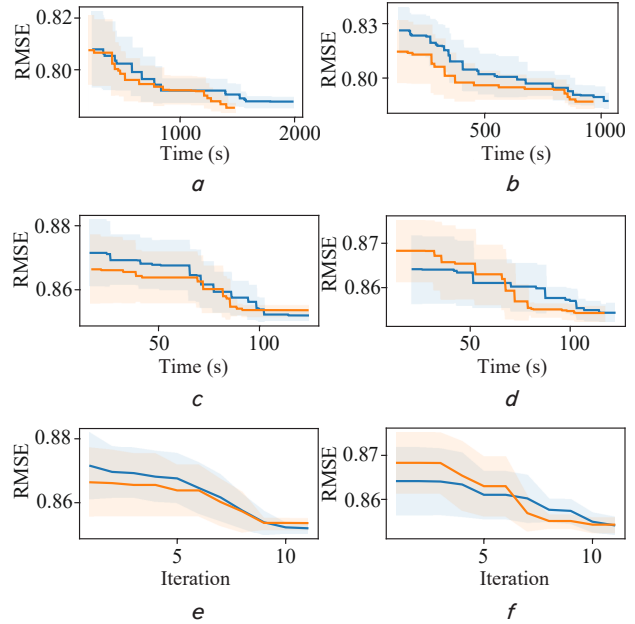 0.82
0.80
RMSE
1000
2000
Time (s)
a
0.83
0.80
RMSE
500
1000
Time (s)
b
0.88
0.86
RMSE
50
100
Time (s)
c
0.87
0.86
RMSE
50
100
Time (s)
d
0.88
0.86
RMSE
5
10
Iteration
e
0.87
0.86
RMSE
5
10
Iteration
f